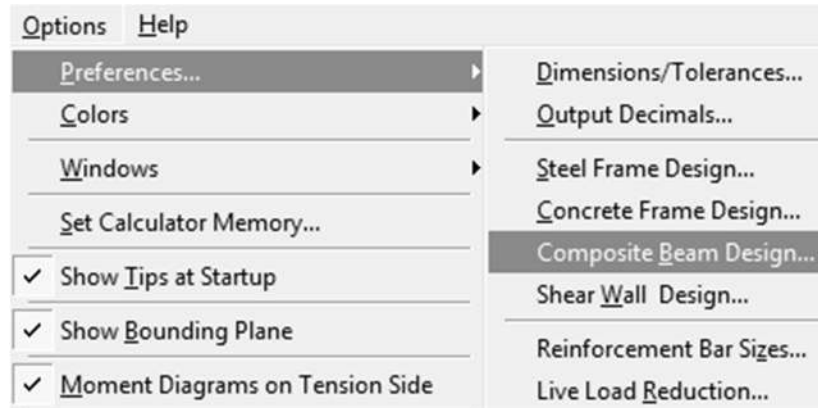 Options Help
Preferences...
Colors
Windows
Set Calculator Memory...
Show Tips at Startup
Show Bounding Plane
Moment Diagrams on Tension Side
Dimensions/Tolerances...
Output Decimals...
Steel Frame Design...
Concrete Frame Design...
Composite Beam Design...
Shear Wall Design...
Reinforcement Bar Sizes...
Live Load Reduction...